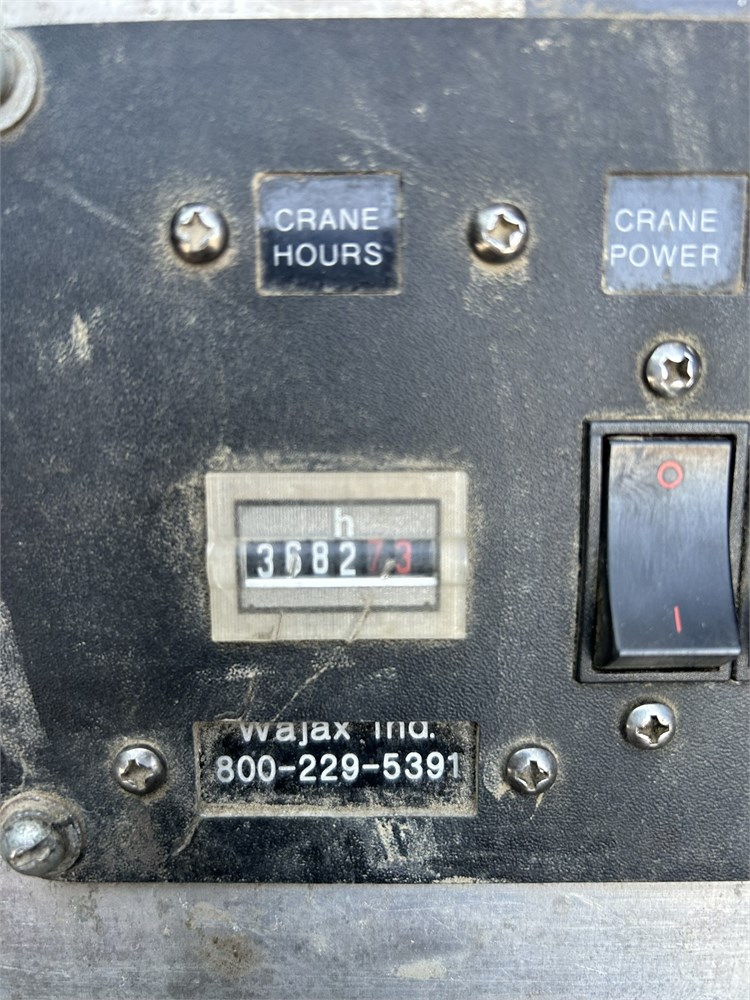 CRANE
HOURS
CRANE
POWER
O
h
368273
I
Wajax Ind.
800-229-5391